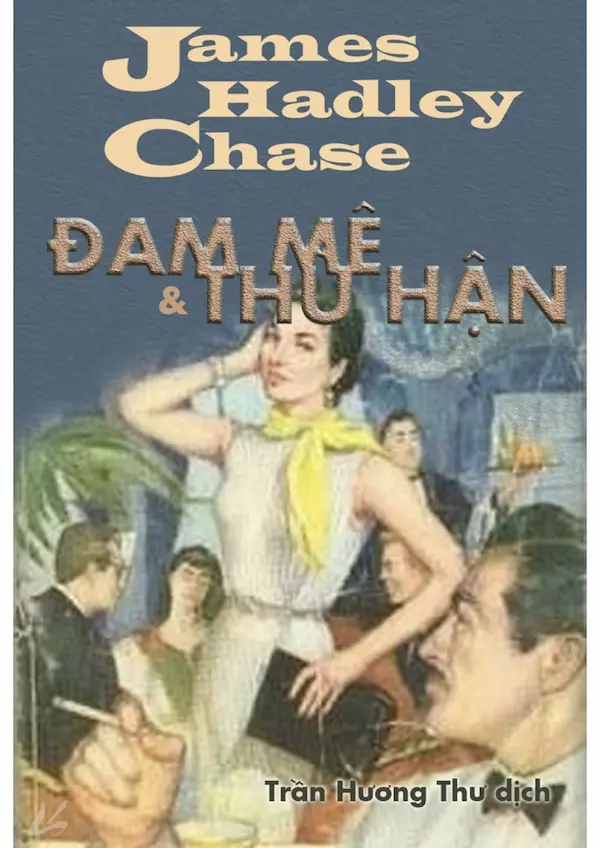 James
Hadley
Chase
ĐAM MÊ
& THÙ HẬN
Trần Hương Thư dịch